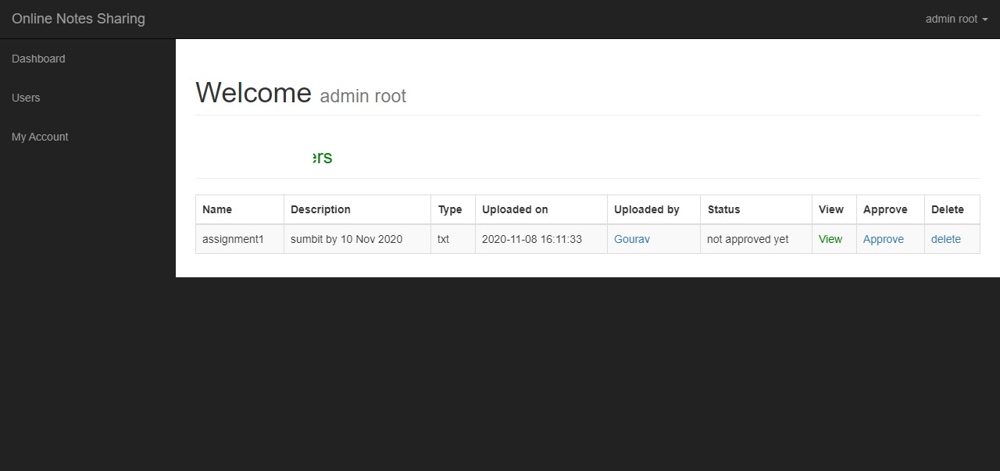 Online Notes Sharing admin root
Dashboard
Users
My Account
Welcome admin root
Name Description Type Uploaded on Uploaded by Status View Approve Delete
assignment1 sumbit by 10 Nov 2020 txt 2020-11-08 16:11:33 Gourav not approved yet View Approve delete